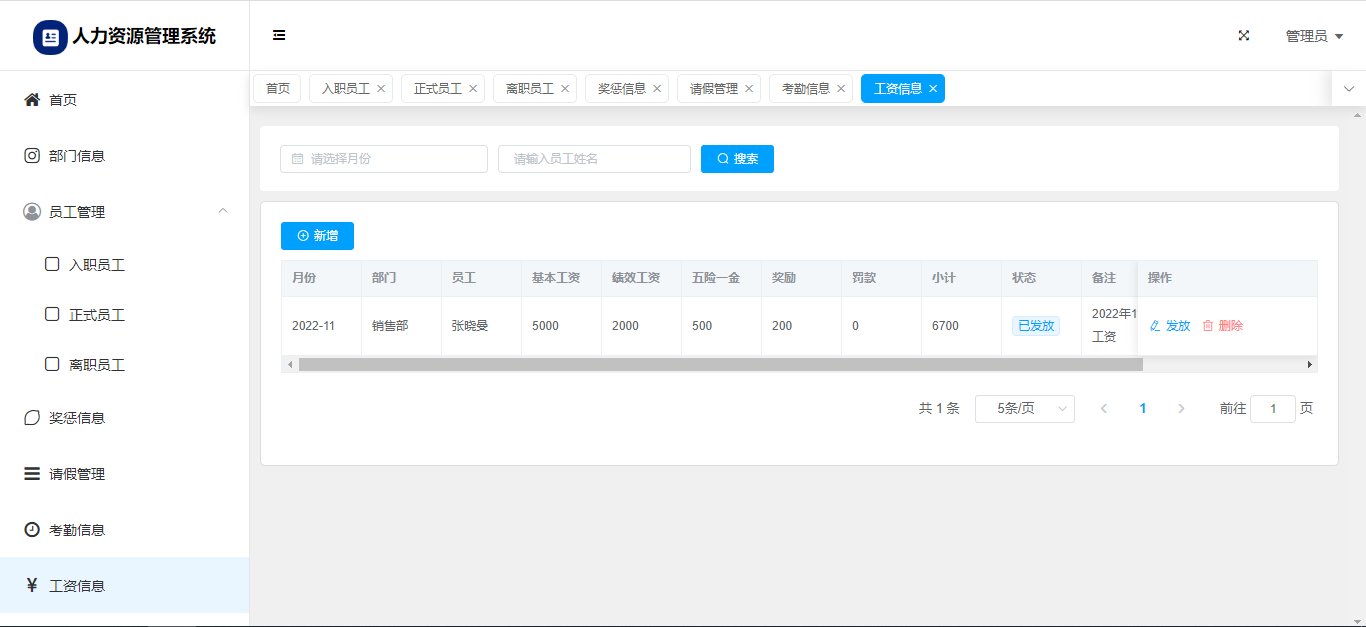 人力资源管理系统
管理员
首页
部门信息
员工管理
入职员工
正式员工
离职员工
奖惩信息
请假管理
考勤信息
工资信息
首页 入职员工 正式员工 离职员工 奖惩信息 请假管理 考勤信息 工资信息
请选择月份 请输入员工姓名 搜索
新增
月份 部门 员工 基本工资 绩效工资 五险一金 奖励 罚款 小计 状态 备注 操作
2022-11 销售部 张晓曼 5000 2000 500 200 0 6700 已发放 2022年1 发放 删除
工资
共 1 条 5条/页 1 前往 1 页